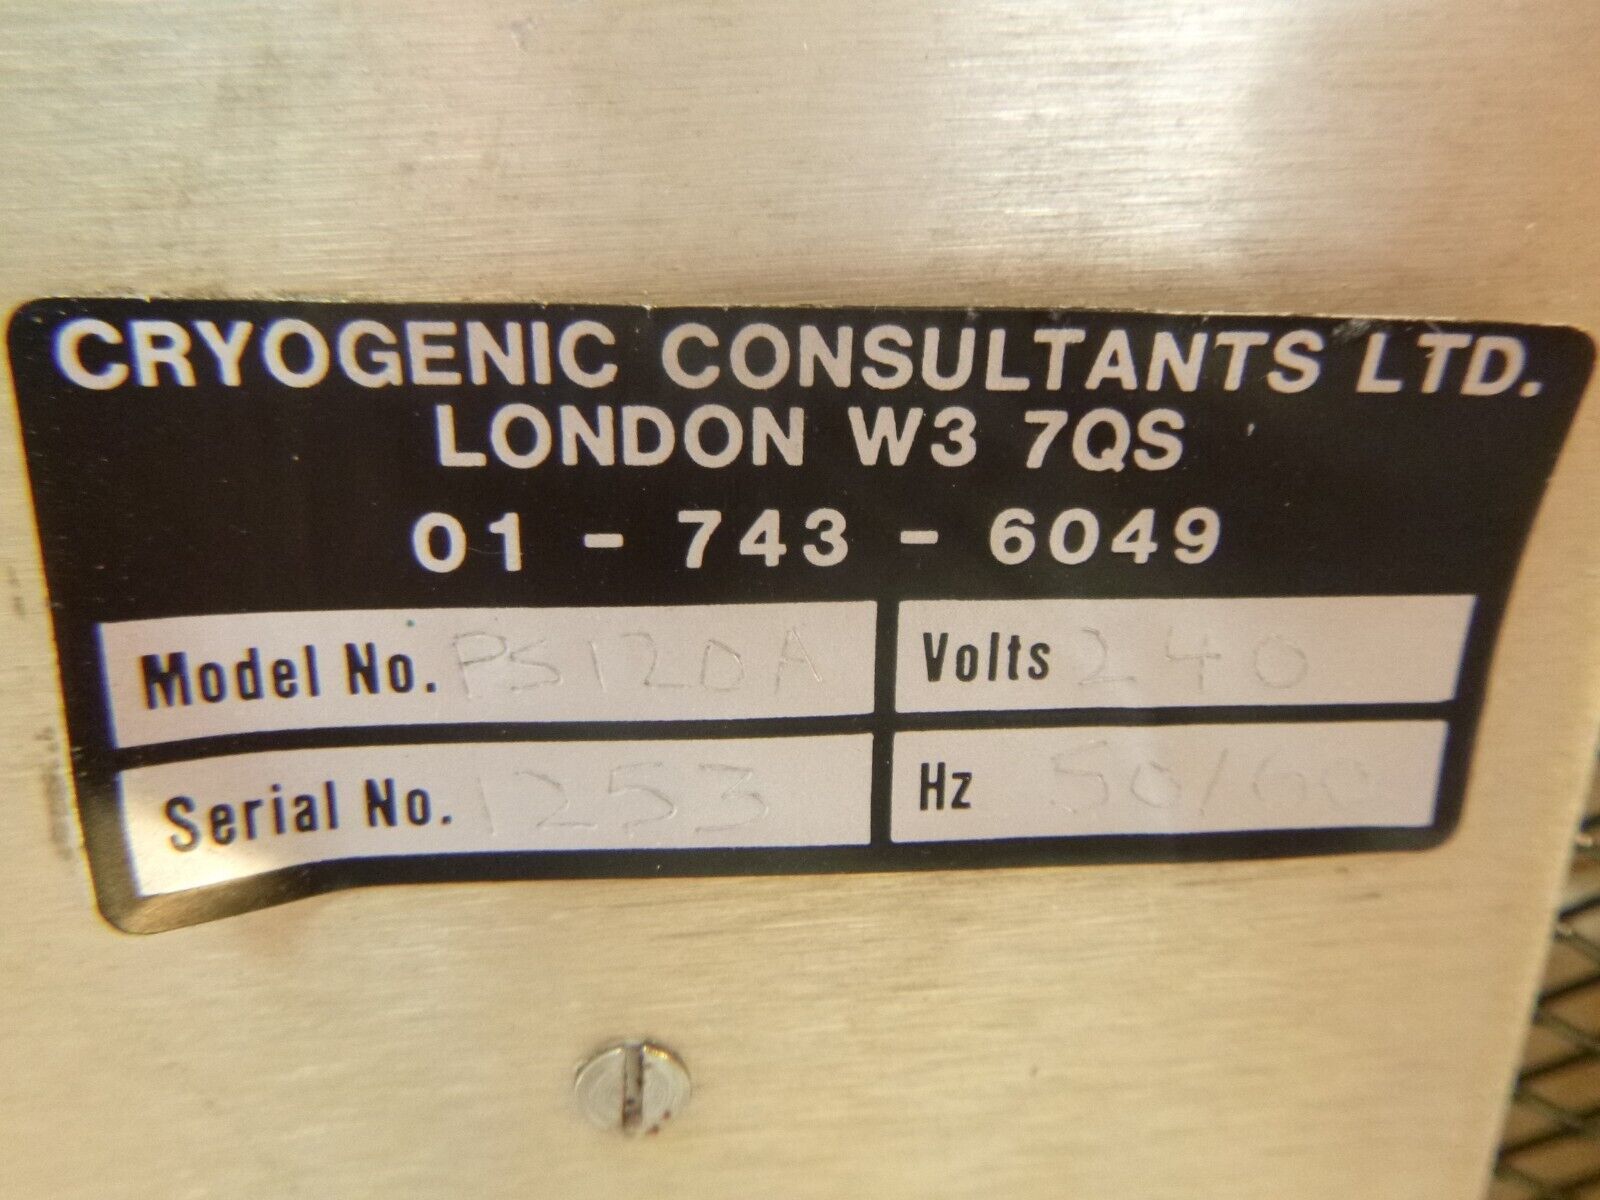 CRYOGENIC CONSULTANTS LTD.
LONDON W3 7QS
01 - 743 - 6049
Model No. PS120A
Volts 240
Serial No. 1253
Hz 50/60